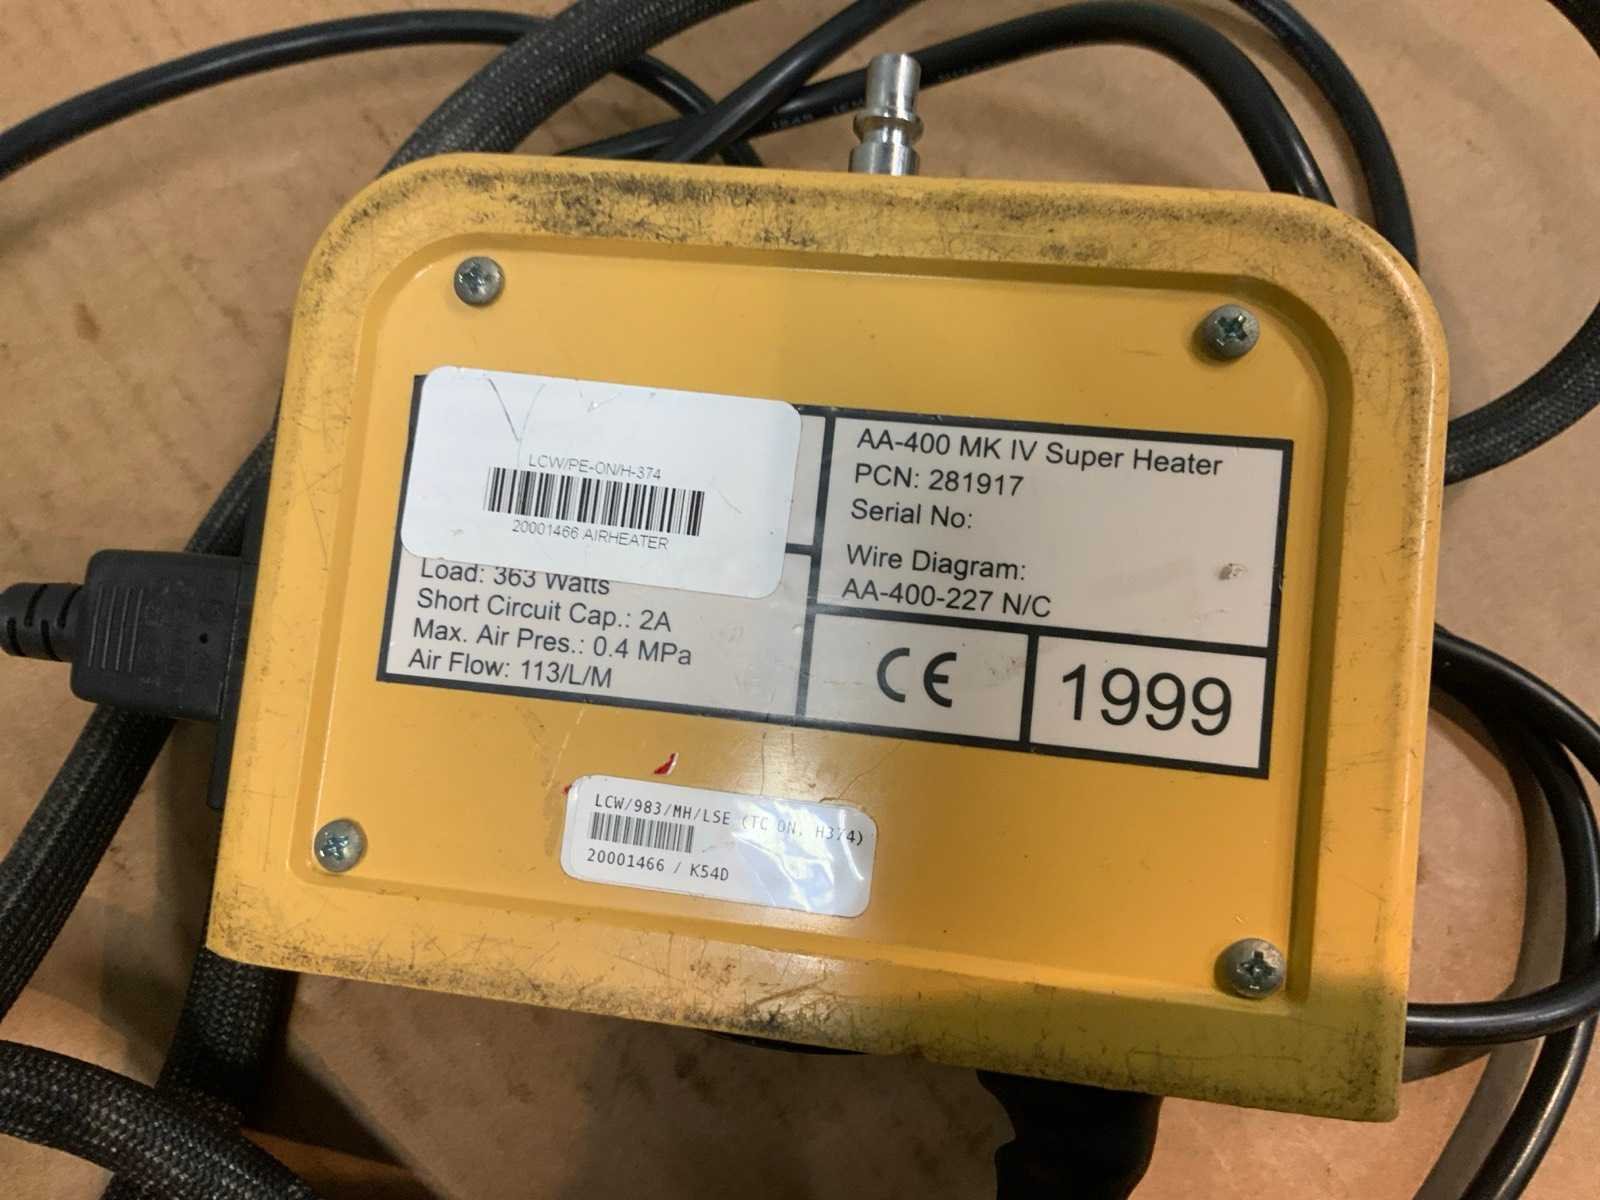 LCW/PE-0N/H-374
20001466 AIRHEATER
Load: 363 Watts
Short Circuit Cap.: 2A
Max. Air Pres.: 0.4 MPa
Air Flow: 113/L/M
AA-400 MK IV Super Heater
PCN: 281917
Serial No:
Wire Diagram:
AA-400-227 N/C
CE
1999
LCW/983/MH/LSE (TC ON, H374)
20001466 / K54D